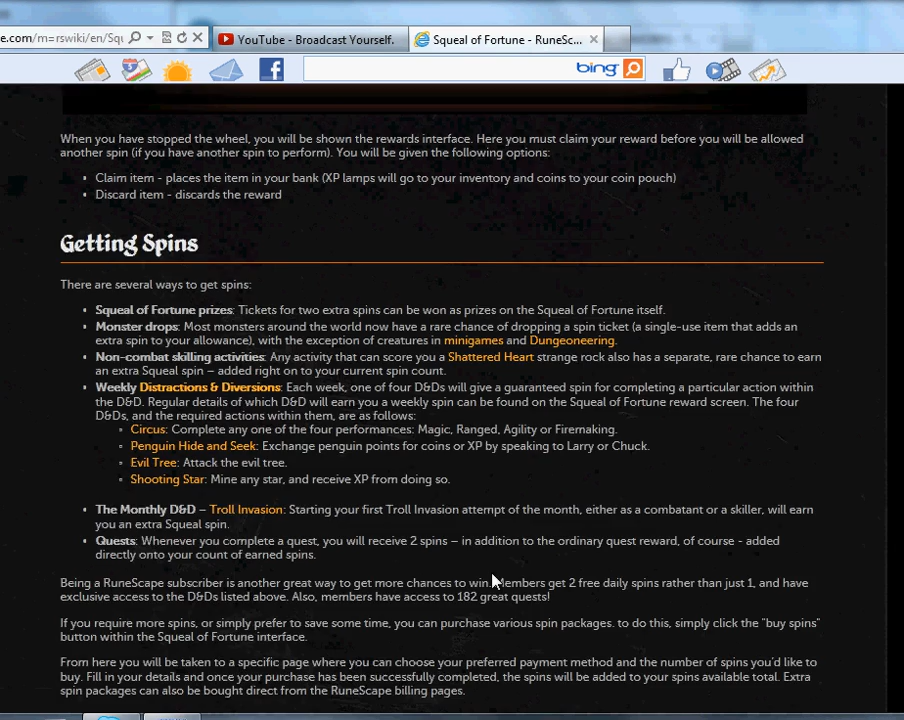 e.com/m=rswiki/en/Squ
YouTube - Broadcast Yourself.
Squeal of Fortune - RuneSc...
bing
When you have stopped the wheel, you will be shown the rewards interface. Here you must claim your reward before you will be allowed
another spin (if you have another spin to perform). You will be given the following options:
Claim item - places the item in your bank (XP lamps will go to your inventory and coins to your coin pouch)
Discard item - discards the reward
Getting Spins
There are several ways to get spins:
Squeal of Fortune prizes: Tickets for two extra spins can be won as prizes on the Squeal of Fortune itself.
Monster drops: Most monsters around the world now have a rare chance of dropping a spin ticket (a single-use item that adds an
extra spin to your allowance), with the exception of creatures in minigames and Dungeoneering.
Non-combat skilling activities: Any activity that can score you a Shattered Heart strange rock also has a separate, rare chance to earn
an extra Squeal spin – added right on to your current spin count.
Weekly Distractions & Diversions: Each week, one of four D&Ds will give a guaranteed spin for completing a particular action within
the D&D. Regular details of which D&D will earn you a weekly spin can be found on the Squeal of Fortune reward screen. The four
D&Ds, and the required actions within them, are as follows:
Circus: Complete any one of the four performances: Magic, Ranged, Agility or Firemaking.
Penguin Hide and Seek: Exchange penguin points for coins or XP by speaking to Larry or Chuck.
Evil Tree: Attack the evil tree.
Shooting Star: Mine any star, and receive XP from doing so.
The Monthly D&D – Troll Invasion: Starting your first Troll Invasion attempt of the month, either as a combatant or a skiller, will earn
you an extra Squeal spin.
Quests: Whenever you complete a quest, you will receive 2 spins – in addition to the ordinary quest reward, of course - added
directly onto your count of earned spins.
Being a RuneScape subscriber is another great way to get more chances to win. Members get 2 free daily spins rather than just 1, and have
exclusive access to the D&Ds listed above. Also, members have access to 182 great quests!
If you require more spins, or simply prefer to save some time, you can purchase various spin packages. to do this, simply click the "buy spins"
button within the Squeal of Fortune interface.
From here you will be taken to a specific page where you can choose your preferred payment method and the number of spins you'd like to
buy. Fill in your details and once your purchase has been successfully completed, the spins will be added to your spins available total. Extra
spin packages can also be bought direct from the RuneScape billing pages.